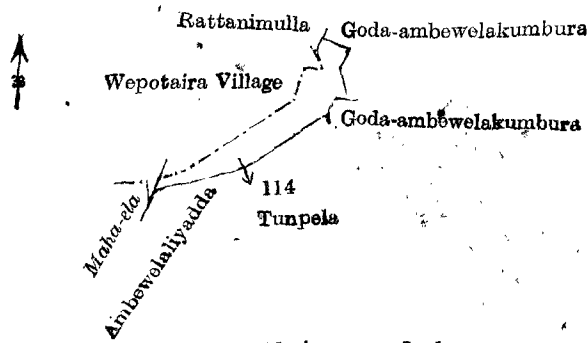 Rattanimulla
Goda-ambewelakumbura
Wepotaira Village
Goda-ambewelakumbura
114
Tunpela
Maha-ela
Ambewelaliyadda